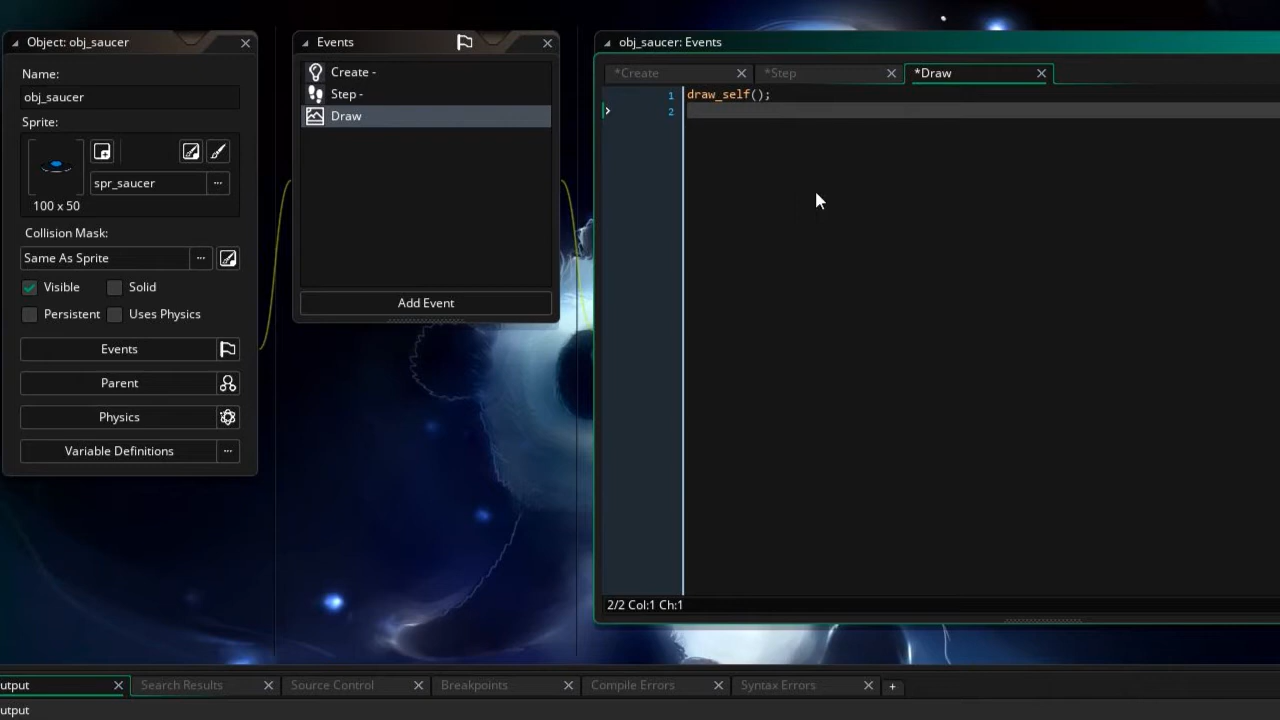 Object: obj_saucer
Name:
obj_saucer
Sprite:
spr_saucer
...
100 x 50
Collision Mask:
Same As Sprite
...
Visible
Solid
Persistent
Uses Physics
Events
Parent
Physics
Variable Definitions
...
Events
Create -
Step -
Draw
Add Event
obj_saucer: Events
*Create
*Step
*Draw
1 draw_self();
2
2/2 Col:1 Ch:1
utput
Search Results
Source Control
Breakpoints
Compile Errors
Syntax Errors
+
utput